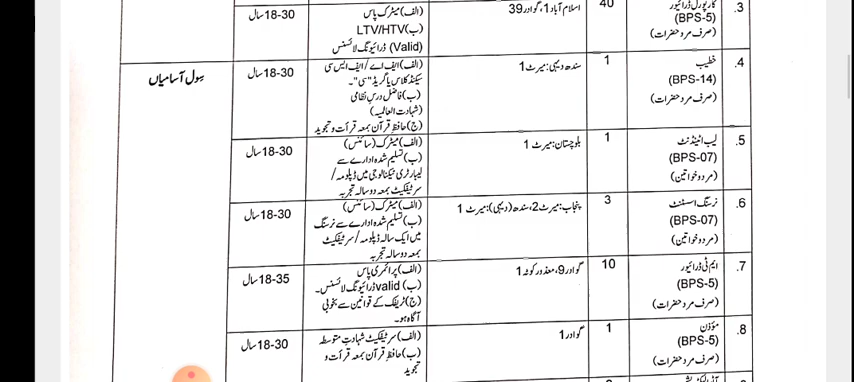 3. کارپورل ڈرائیور 40 اسلام آباد 1، گوادر 39 (الف) میٹرک پاس 18-30 سال
(BPS-5) (ب) LTV/HTV
(صرف مرد حضرات) (Valid) ڈرائیونگ لائسنس
4. خطیب 1 سندھ دیہی: میرٹ 1 (الف) ایف اے / ایف ایس سی 18-30 سال سول آسامیاں
(BPS-14) سیکنڈ کلاس یا گریڈ "سی"۔
(صرف مرد حضرات) (ب) فاضل درس نظامی
(شہادت العالمیہ)
(ج) حافظ قرآن بمعہ قرأت و تجوید
5. لیب اٹینڈنٹ 1 بلوچستان: میرٹ 1 (الف) میٹرک (سائنس) 18-30 سال
(BPS-07) (ب) تسلیم شدہ ادارے سے
(مرد و خواتین) لیبارٹری ٹیکنالوجی میں ڈپلومہ /
سرٹیفکیٹ بمعہ دو سالہ تجربہ
6. نرسنگ اسسٹنٹ 3 پنجاب: میرٹ 2، سندھ (دیہی): میرٹ 1 (الف) میٹرک (سائنس) 18-30 سال
(BPS-07) (ب) تسلیم شدہ ادارے سے نرسنگ
(مرد و خواتین) میں ایک سالہ ڈپلومہ / سرٹیفکیٹ
بمعہ دو سالہ تجربہ
7. ایم ٹی ڈرائیور 10 گوادر 9، معذور کوٹہ 1 (الف) پرائمری پاس 18-35 سال
(BPS-5) (ب) valid ڈرائیونگ لائسنس۔
(صرف مرد حضرات) (ج) ٹریفک کے قوانین سے بخوبی
آگاہ ہو۔
8. مؤذن 1 گوادر 1 (الف) سرٹیفکیٹ شہادت متوسطہ 18-30 سال
(BPS-5) (ب) حافظ قرآن بمعہ قرأت و
(صرف مرد حضرات) تجوید